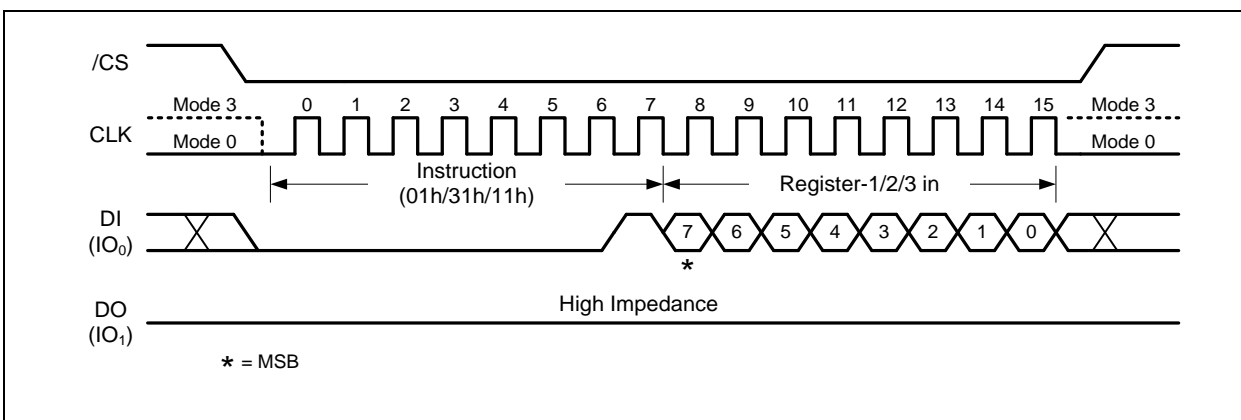 /CS
Mode 3 0 1 2 3 4 5 6 7 8 9 10 11 12 13 14 15 Mode 3
CLK
Mode 0 Mode 0
Instruction
(01h/31h/11h)
Register-1/2/3 in
DI
(IO₀)
7 6 5 4 3 2 1 0
*
High Impedance
DO
(IO₁)
* = MSB